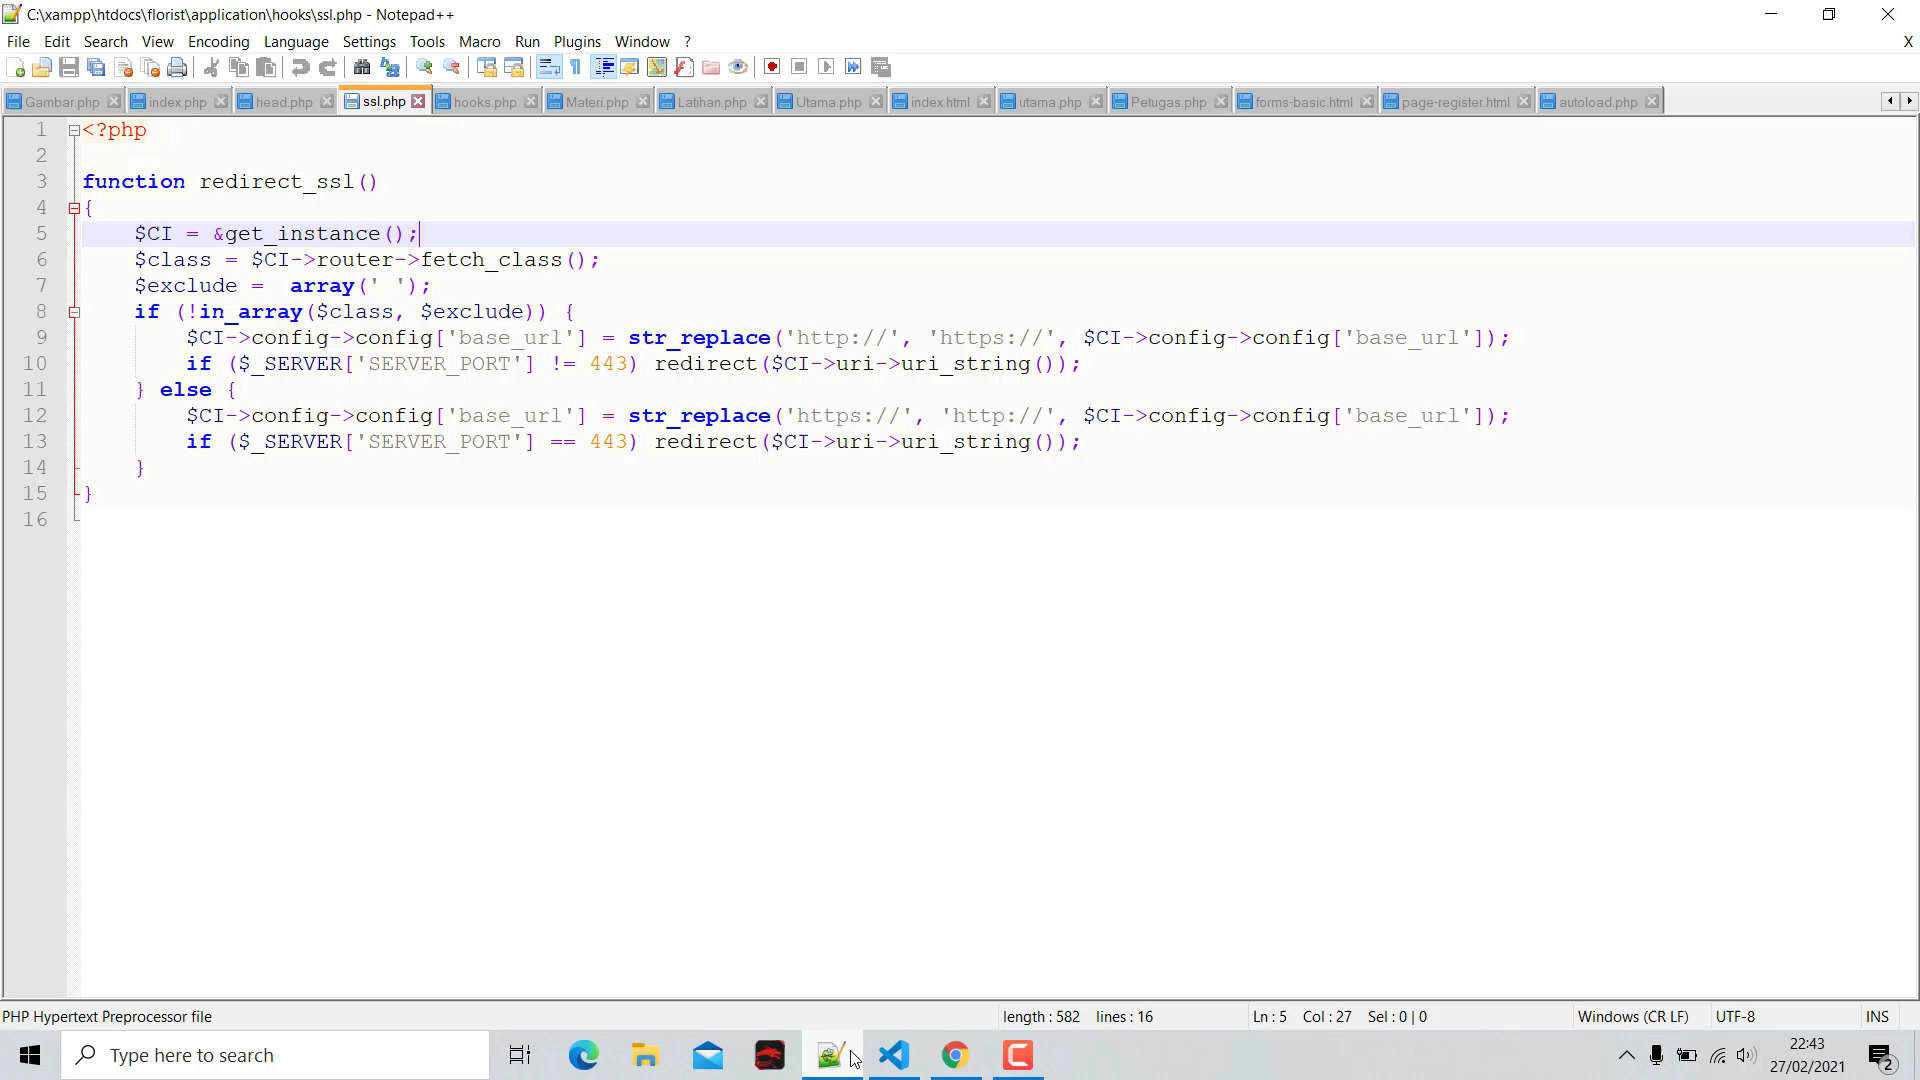 C:\xampp\htdocs\florist\application\hooks\ssl.php - Notepad++
File Edit Search View Encoding Language Settings Tools Macro Run Plugins Window ? X
Gambar.php index.php head.php ssl.php hooks.php Materi.php Latihan.php Utama.php index.html utama.php Petugas.php forms-basic.html page-register.html autoload.php
1 <?php
2
3 function redirect_ssl()
4 {
5 $CI = &get_instance();
6 $class = $CI->router->fetch_class();
7 $exclude =  array(' ');
8 if (!in_array($class, $exclude)) {
9 $CI->config->config['base_url'] = str_replace('http://', 'https://', $CI->config->config['base_url']);
10 if ($_SERVER['SERVER_PORT'] != 443) redirect($CI->uri->uri_string());
11 } else {
12 $CI->config->config['base_url'] = str_replace('https://', 'http://', $CI->config->config['base_url']);
13 if ($_SERVER['SERVER_PORT'] == 443) redirect($CI->uri->uri_string());
14 }
15 }
16
PHP Hypertext Preprocessor file length : 582 lines : 16 Ln : 5 Col : 27 Sel : 0 | 0 Windows (CR LF) UTF-8 INS
Type here to search 22:43
27/02/2021 2